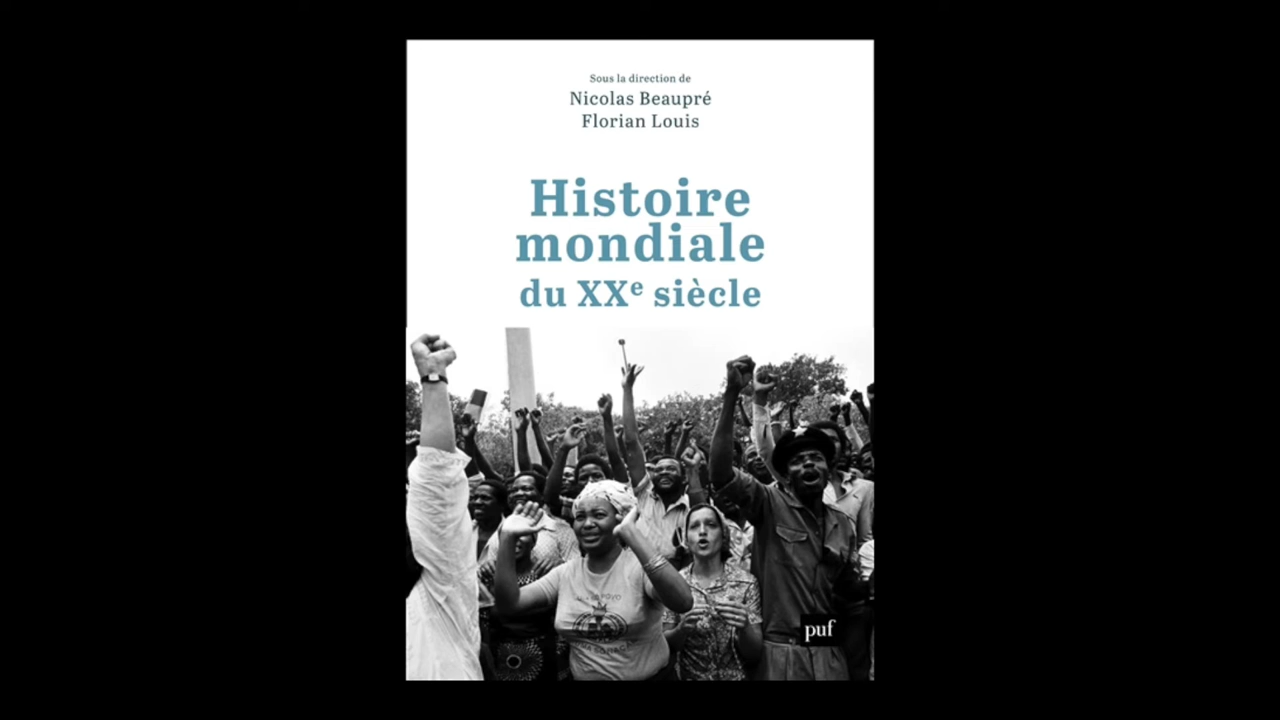 Sous la direction de
Nicolas Beaupré
Florian Louis
Histoire
mondiale
du XXᵉ siècle
puf